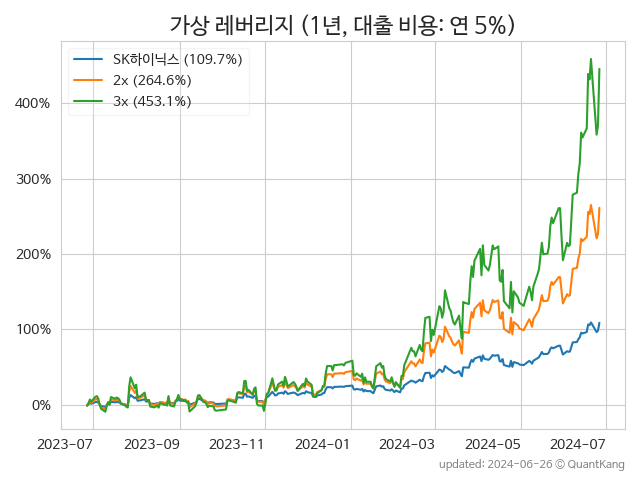 가상 레버리지 (1년, 대출 비용: 연 5%)
SK하이닉스 (109.7%)
2x (264.6%)
3x (453.1%)
400%
300%
200%
100%
0%
2023-07 2023-09 2023-11 2024-01 2024-03 2024-05 2024-07
updated: 2024-06-26 © QuantKang